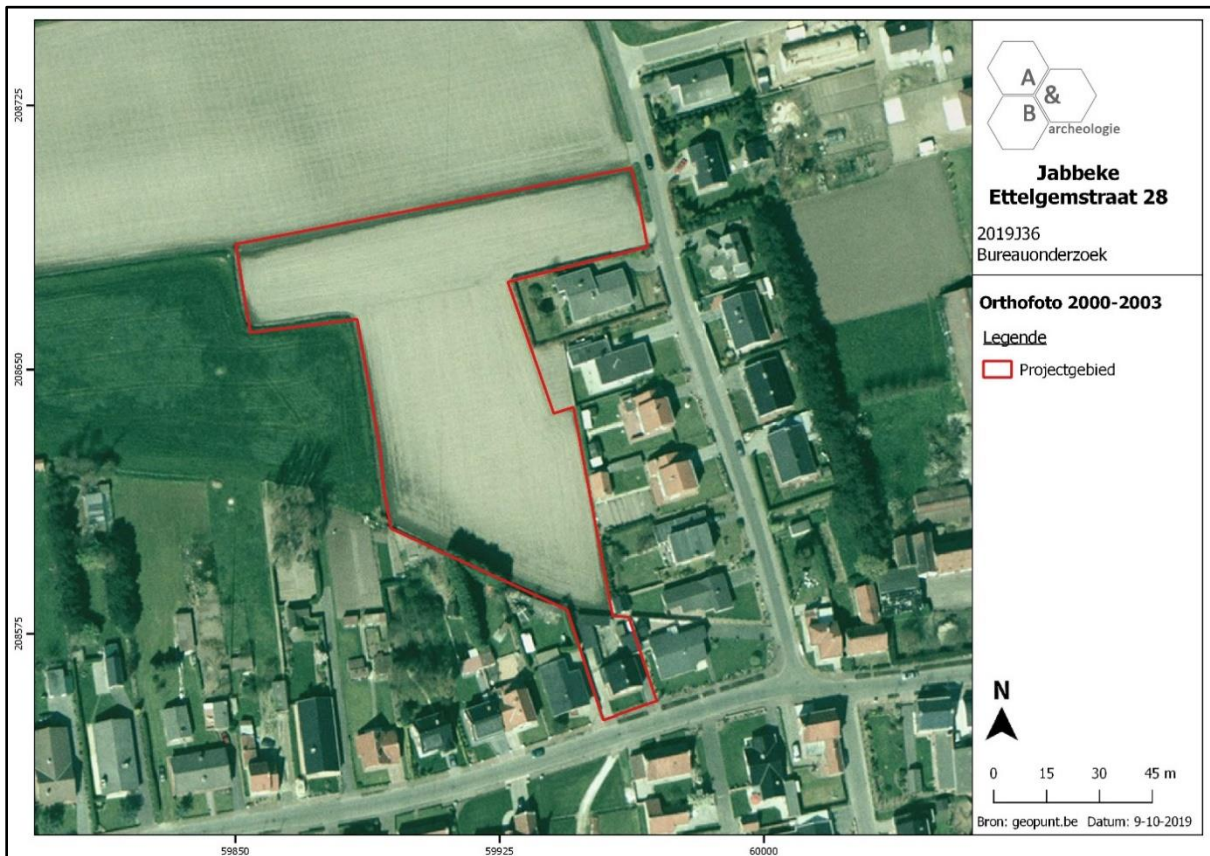 208725
208650
208575
59850
59925
60000
A
&
B
archeologie
Jabbeke
Ettelgemstraat 28
2019J36
Bureauonderzoek
Orthofoto 2000-2003
Legende
Projectgebied
N
0 15 30 45 m
Bron: geopunt.be Datum: 9-10-2019